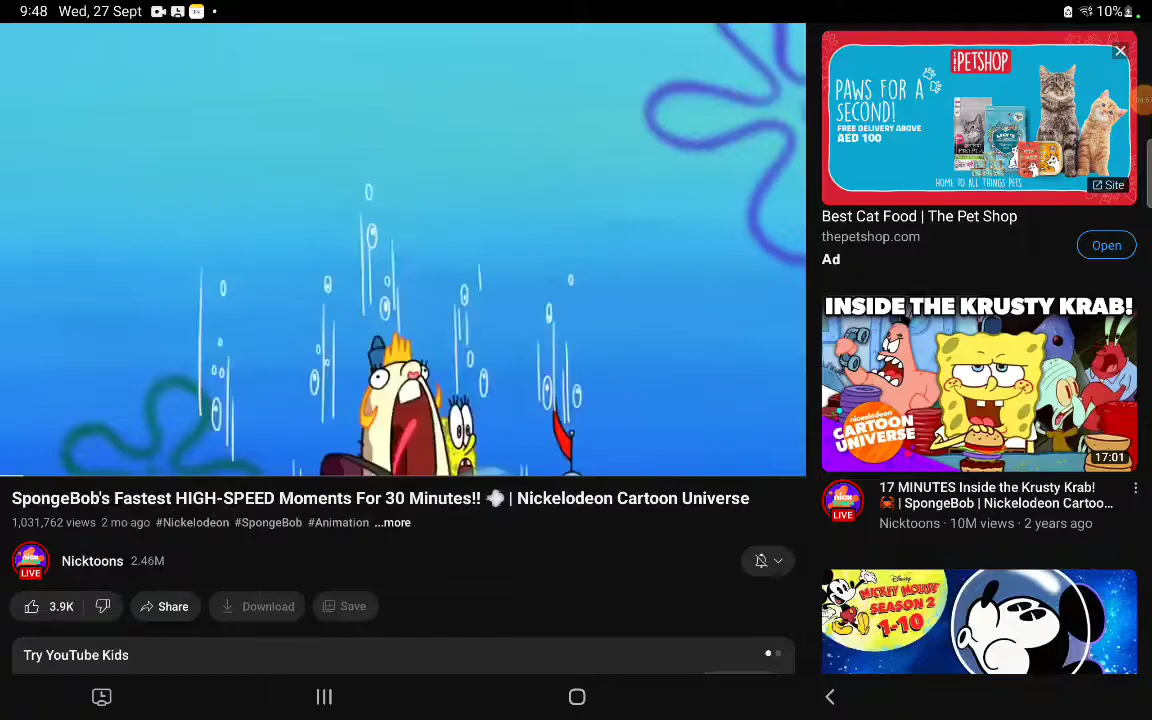 9:48 Wed, 27 Sept
10%
THE PETSHOP
PAWS FOR A
SECOND!
FREE DELIVERY ABOVE
AED 100
HOME TO ALL THINGS PETS.
Site
Best Cat Food | The Pet Shop
thepetshop.com
Ad
Open
INSIDE THE KRUSTY KRAB!
nickelodeon
CARTOON
UNIVERSE
17:01
LIVE
17 MINUTES Inside the Krusty Krab!
🦀 | SpongeBob | Nickelodeon Cartoo...
Nicktoons · 10M views · 2 years ago
Disney
MICKEY MOUSE
SEASON 2
1-10
SpongeBob's Fastest HIGH-SPEED Moments For 30 Minutes!! 💨 | Nickelodeon Cartoon Universe
1,031,762 views 2 mo ago #Nickelodeon #SpongeBob #Animation ...more
LIVE
Nicktoons 2.46M
3.9K
Share
Download
Save
Try YouTube Kids